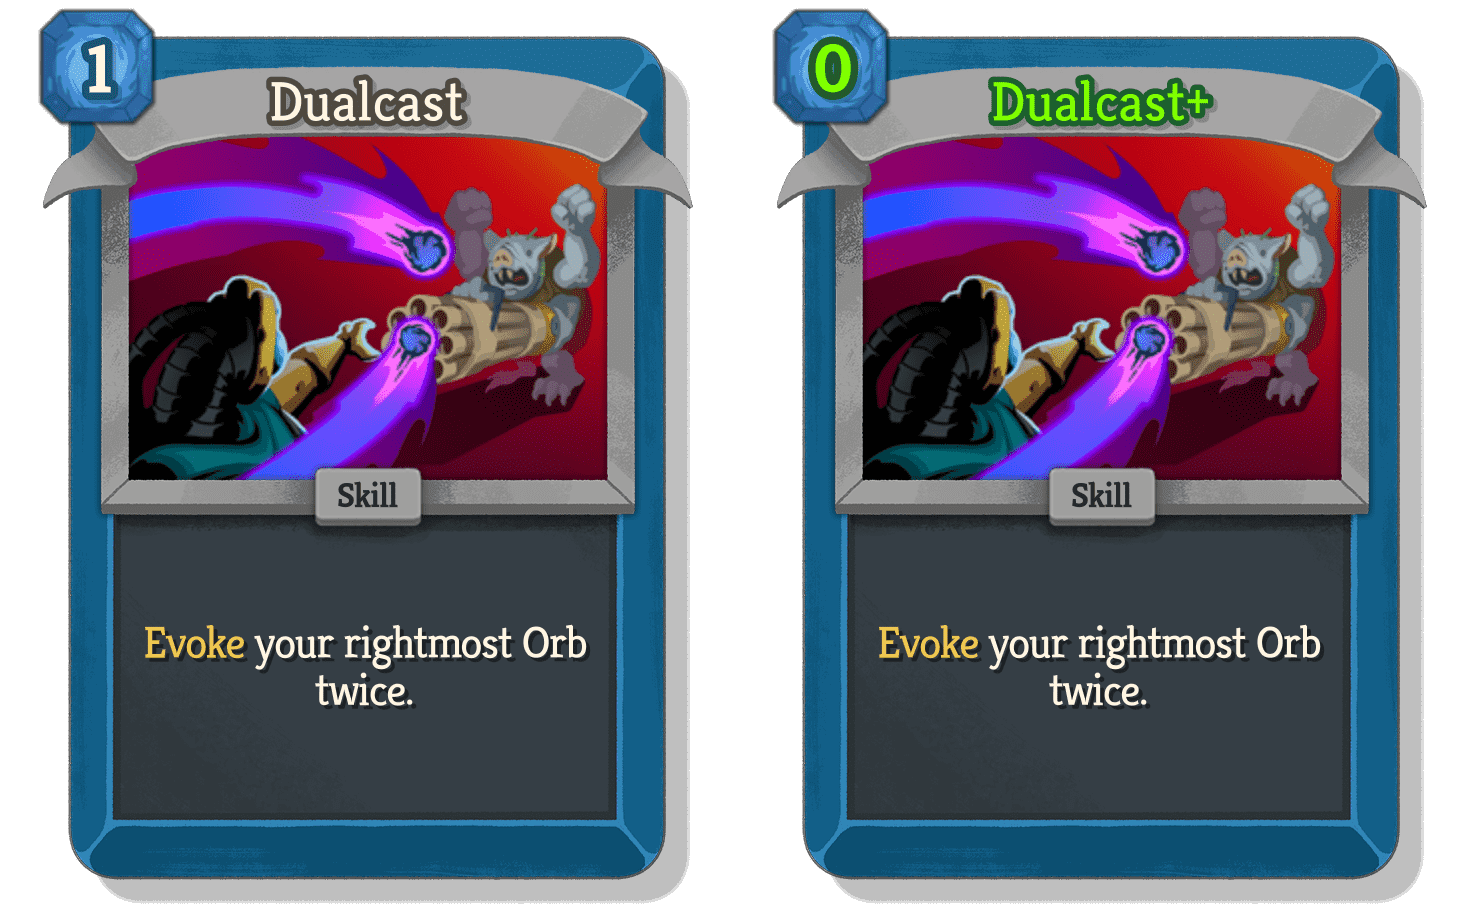 1
Dualcast
Skill
Evoke your rightmost Orb
twice.
0
Dualcast+
Skill
Evoke your rightmost Orb
twice.